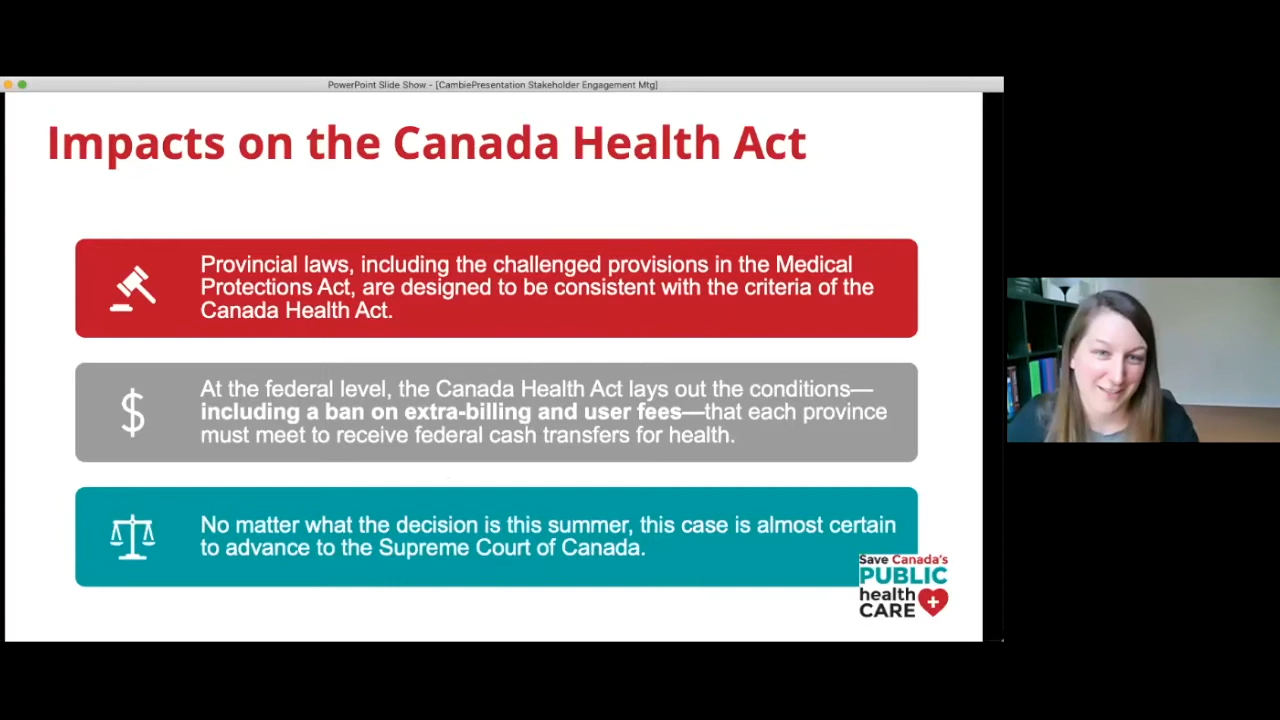 PowerPoint Slide Show - [CambiePresentation Stakeholder Engagement Mtg]
Impacts on the Canada Health Act
Provincial laws, including the challenged provisions in the Medical
Protections Act, are designed to be consistent with the criteria of the
Canada Health Act.
$
At the federal level, the Canada Health Act lays out the conditions—
including a ban on extra-billing and user fees—that each province
must meet to receive federal cash transfers for health.
No matter what the decision is this summer, this case is almost certain
to advance to the Supreme Court of Canada.
Save Canada's
PUBLIC
health
CARE